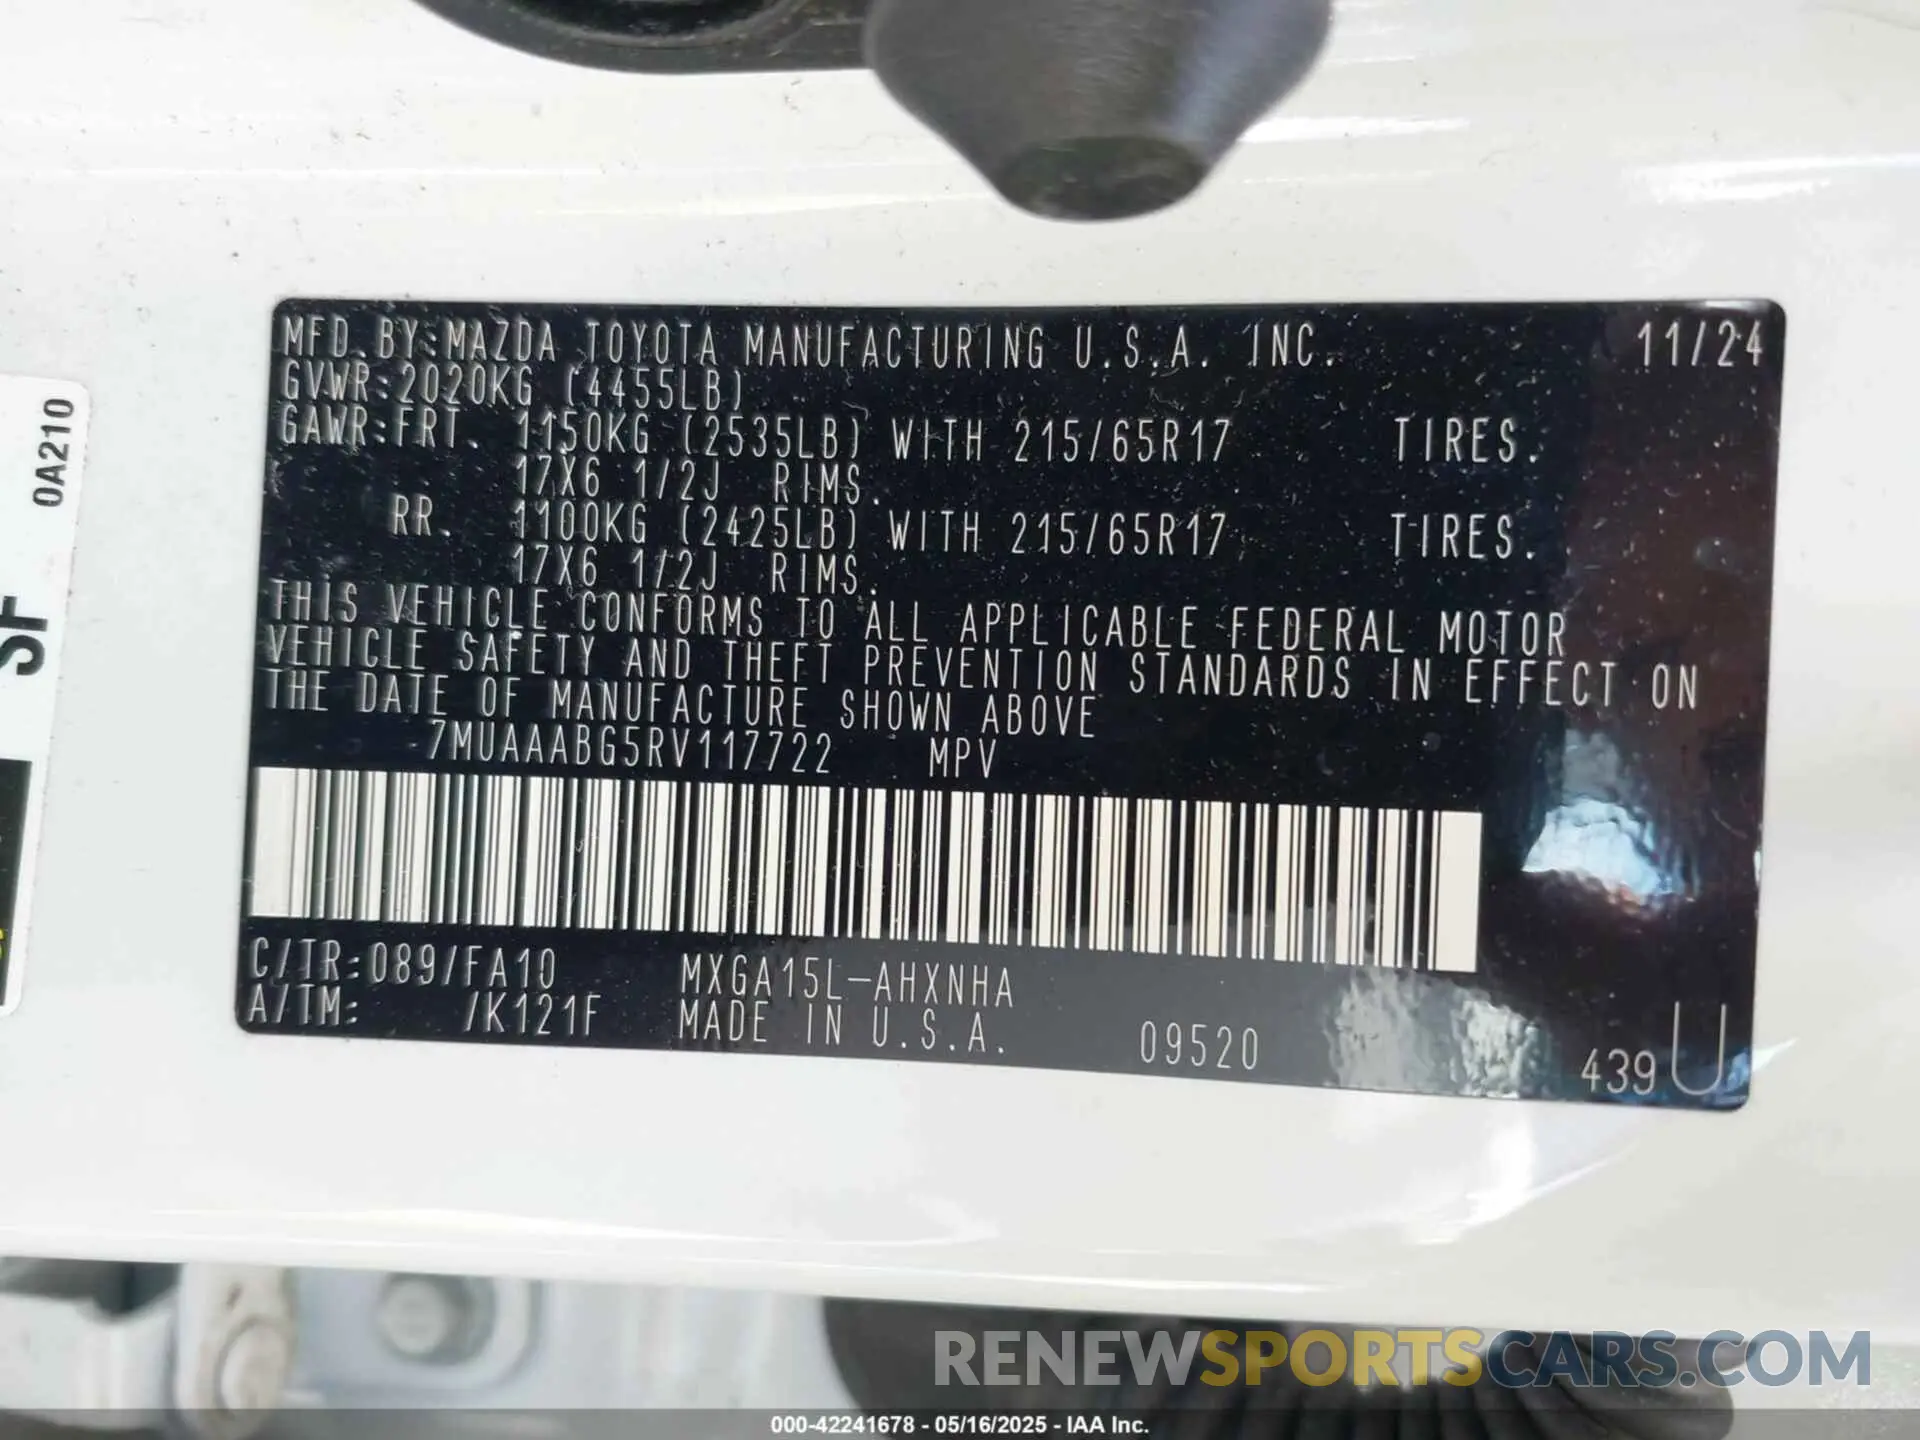 MFD.BY:MAZDA TOYOTA MANUFACTURING U.S.A. INC. 11/24
GVWR:2020KG (4455LB)
GAWR:FRT. 1150KG (2535LB) WITH 215/65R17 TIRES.
17X6 1/2J RIMS.
RR. 1100KG (2425LB) WITH 215/65R17 TIRES.
17X6 1/2J RIMS.
THIS VEHICLE CONFORMS TO ALL APPLICABLE FEDERAL MOTOR
VEHICLE SAFETY AND THEFT PREVENTION STANDARDS IN EFFECT ON
THE DATE OF MANUFACTURE SHOWN ABOVE
7MUAAABG5RV117722 MPV
C/TR:089/FA10 MXGA15L-AHXNHA
A/TM: /K121F MADE IN U.S.A. 09520 439 U
0A210
SF
RENEWSPORTSCARS.COM
000-42241678 - 05/16/2025 - IAA Inc.